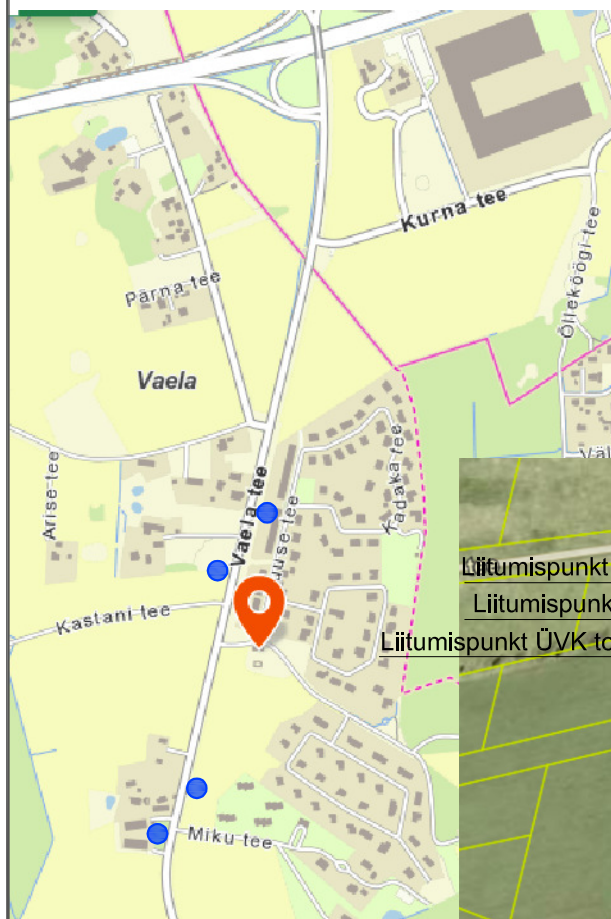 Kurna tee
Õlleköögi tee
Pärna tee
Vaela
Arise tee
Vaela tee
Kadaka tee
Kastani tee
Liitumispunkt
Liitumispunk
Liitumispunkt ÜVK to
Miku tee